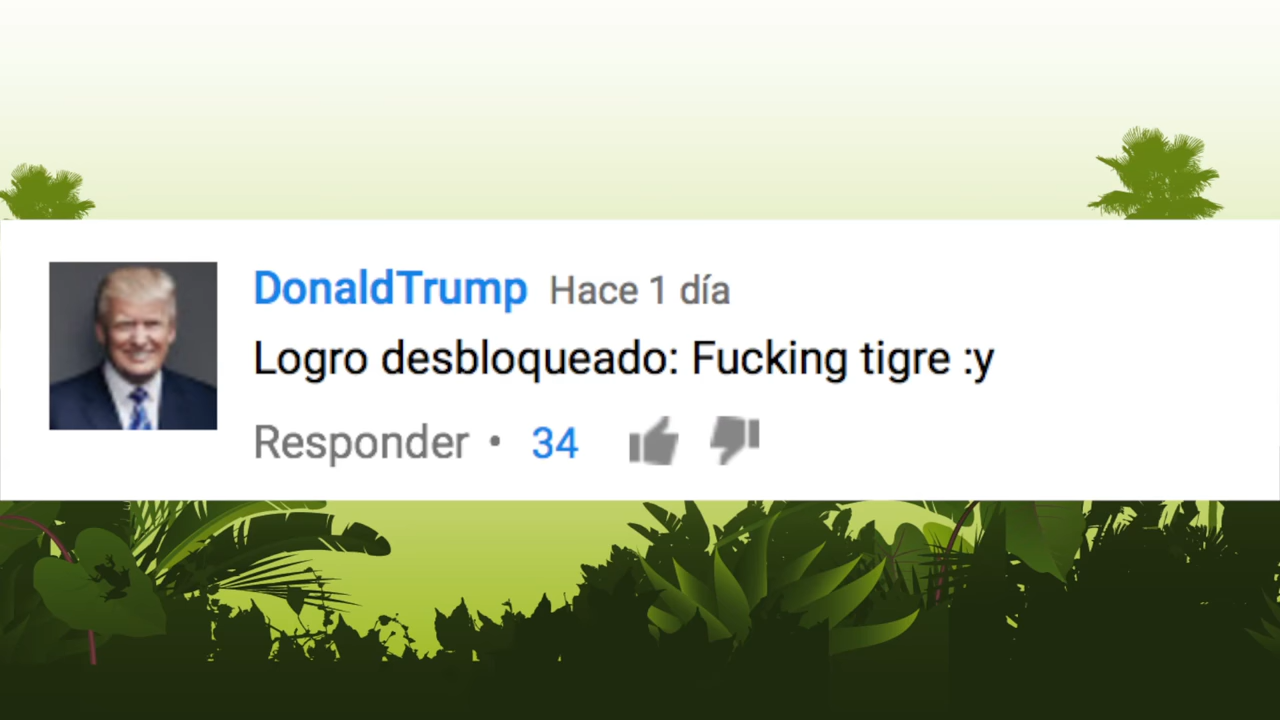 DonaldTrump Hace 1 día
Logro desbloqueado: Fucking tigre :y
Responder • 34